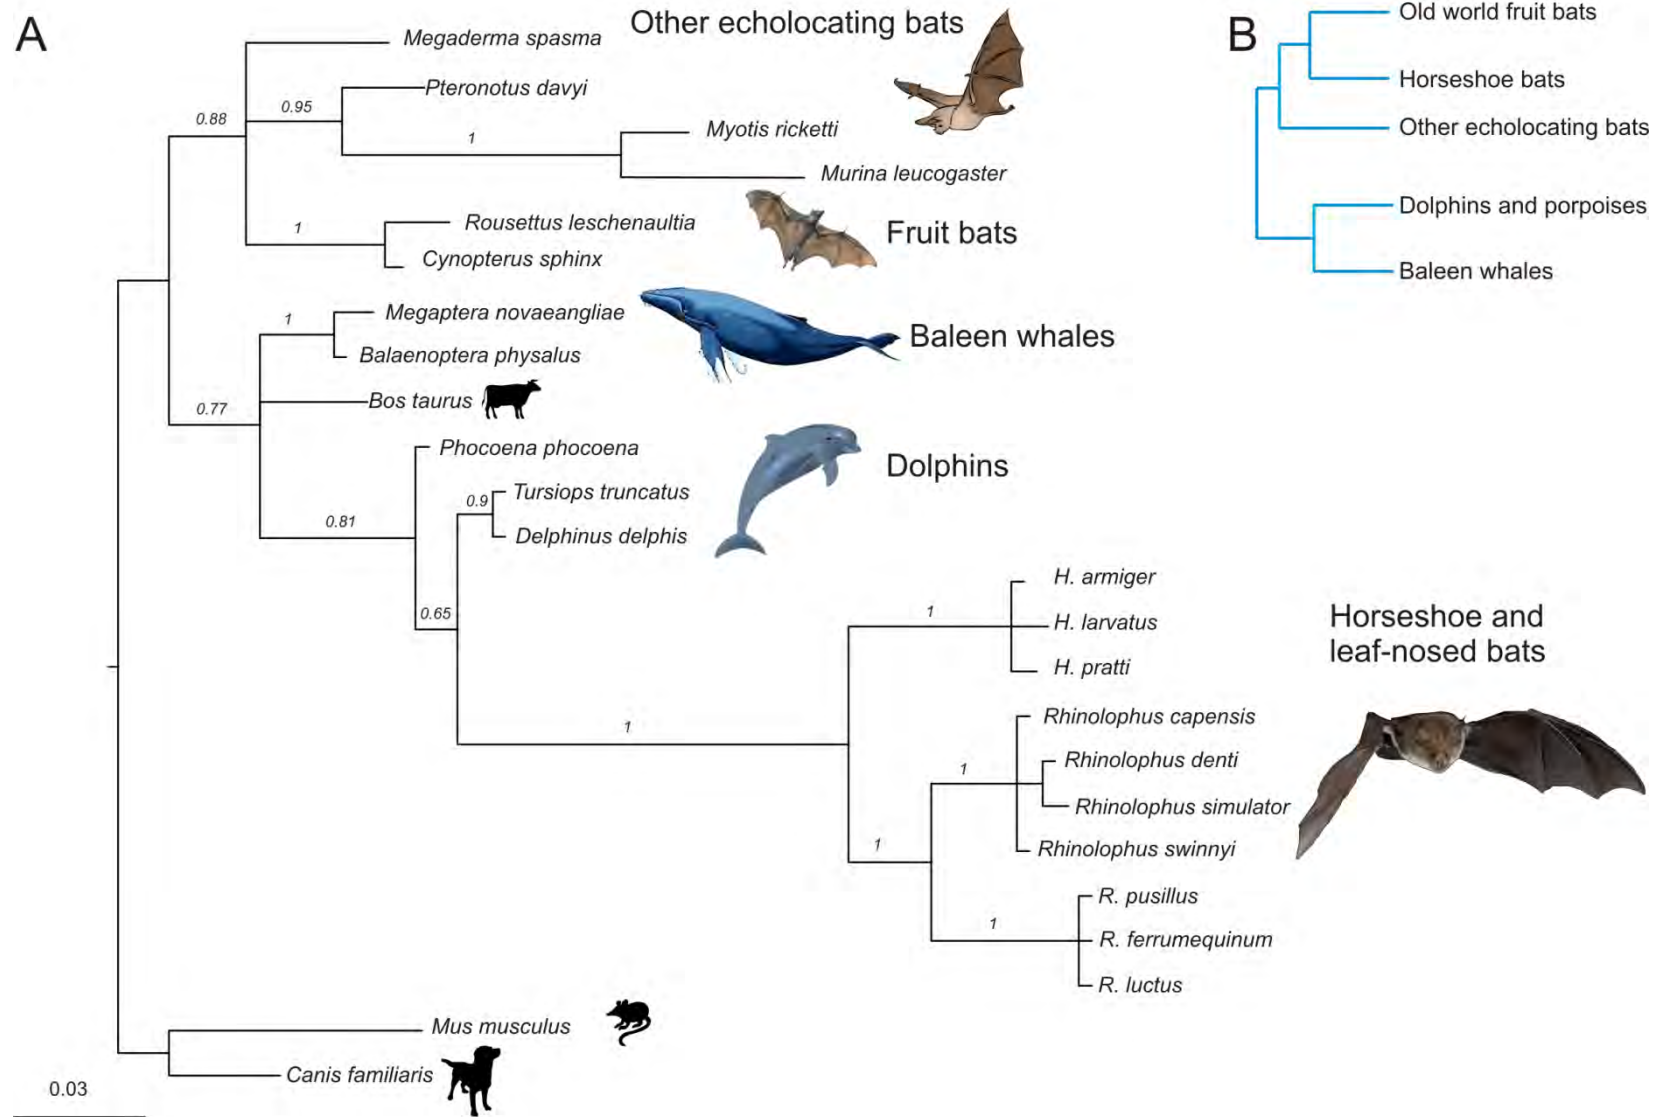 A
Other echolocating bats
Megaderma spasma
Pteronotus davyi
0.88
0.95
Myotis ricketti
1
Murina leucogaster
Rousettus leschenaultia
1
Fruit bats
Cynopterus sphinx
Megaptera novaeangliae
1
Baleen whales
Balaenoptera physalus
Bos taurus
0.77
Phocoena phocoena
Dolphins
Tursiops truncatus
0.9
0.81
Delphinus delphis
H. armiger
0.65
1
H. larvatus
Horseshoe and
leaf-nosed bats
H. pratti
Rhinolophus capensis
1
Rhinolophus denti
1
Rhinolophus simulator
1
Rhinolophus swinnyi
R. pusillus
1
R. ferrumequinum
R. luctus
Mus musculus
Canis familiaris
0.03
B
Old world fruit bats
Horseshoe bats
Other echolocating bats
Dolphins and porpoises
Baleen whales